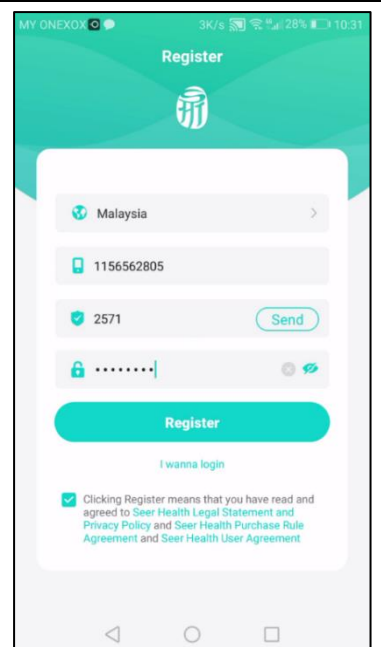 MY ONEXOX 3K/s 28% 10:31
Register
Malaysia
1156562805
2571 Send
••••••••
Register
I wanna login
Clicking Register means that you have read and
agreed to Seer Health Legal Statement and
Privacy Policy and Seer Health Purchase Rule
Agreement and Seer Health User Agreement